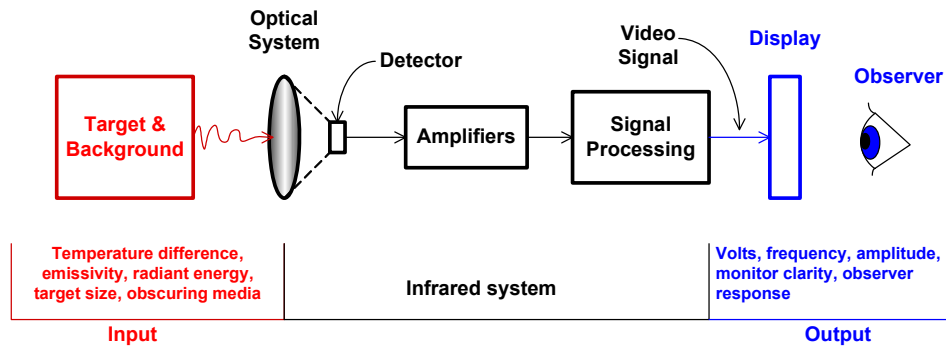 Optical
System
Detector
Video
Signal
Display
Observer
Target &
Background
Amplifiers
Signal
Processing
Temperature difference,
emissivity, radiant energy,
target size, obscuring media
Infrared system
Volts, frequency, amplitude,
monitor clarity, observer
response
Input
Output